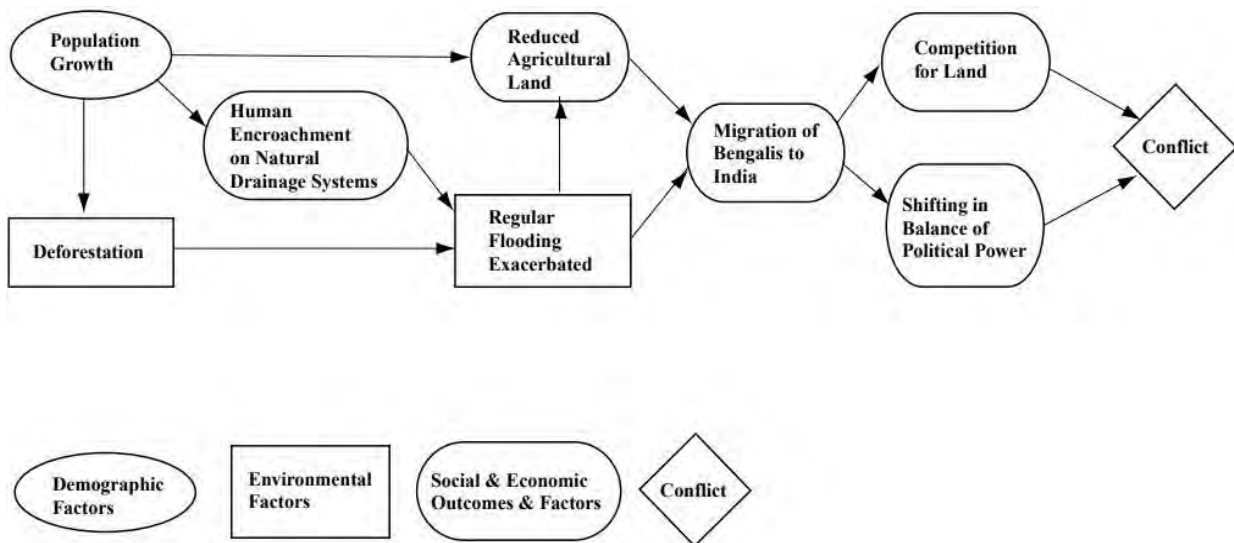 Population
Growth
Reduced
Agricultural
Land
Competition
for Land
Human
Encroachment
on Natural
Drainage Systems
Migration of
Bengalis to
India
Conflict
Deforestation
Regular
Flooding
Exacerbated
Shifting in
Balance of
Political Power
Demographic
Factors
Environmental
Factors
Social & Economic
Outcomes & Factors
Conflict